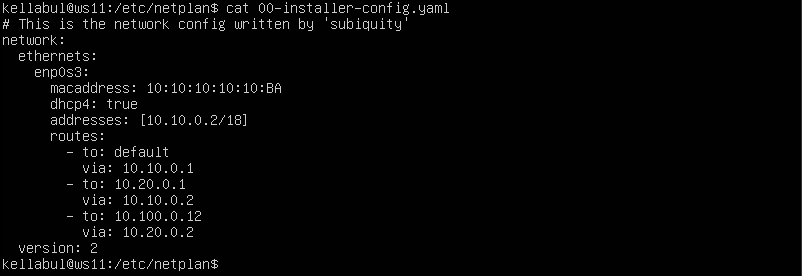 kellabul@ws11:/etc/netplan$ cat 00-installer-config.yaml
# This is the network config written by 'subiquity'
network:
  ethernets:
    enp0s3:
      macaddress: 10:10:10:10:10:BA
      dhcp4: true
      addresses: [10.10.0.2/18]
      routes:
        - to: default
          via: 10.10.0.1
        - to: 10.20.0.1
          via: 10.10.0.2
        - to: 10.100.0.12
          via: 10.20.0.2
  version: 2
kellabul@ws11:/etc/netplan$